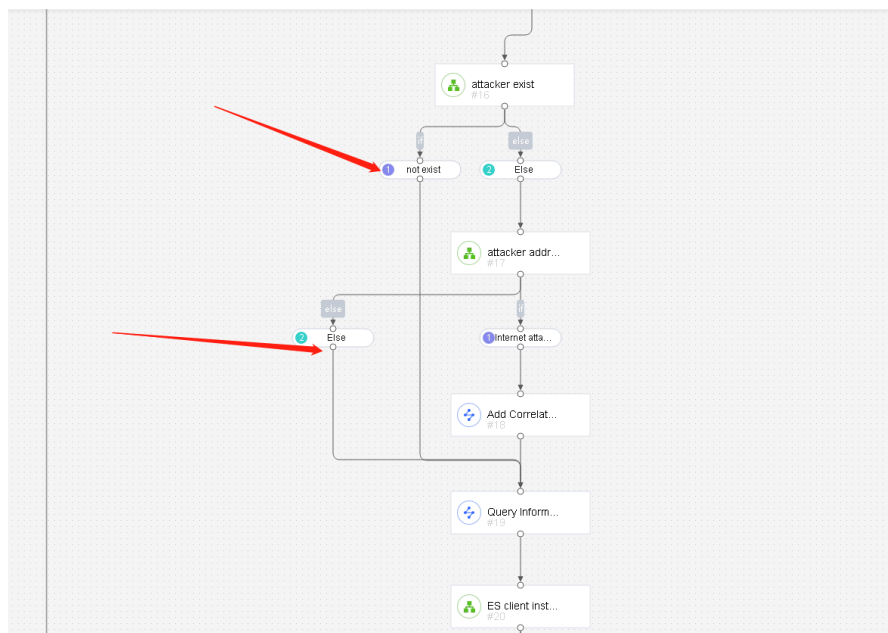 attacker exist
#16
if
else
1
not exist
2
Else
attacker addr...
#17
else
if
2
Else
1
Internet atta...
Add Correlat...
#18
Query Inform...
#19
ES client inst...
#20